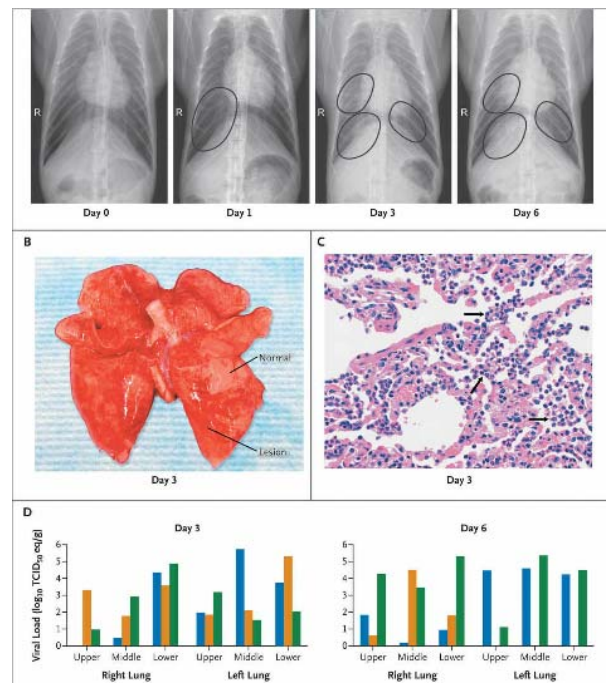 R
R
R
R
Day 0
Day 1
Day 3
Day 6
B
Normal
Lesion
Day 3
C
Day 3
D
Day 3
Viral Load (log10 TCID50 eq/g)
6
5
4
3
2
1
0
Upper Middle Lower Upper Middle Lower
Right Lung Left Lung
Day 6
6
5
4
3
2
1
0
Upper Middle Lower Upper Middle Lower
Right Lung Left Lung